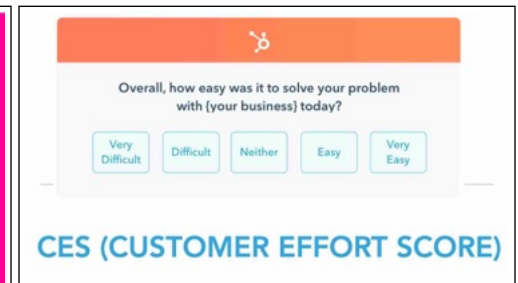 Overall, how easy was it to solve your problem
with {your business} today?
Very
Difficult
Difficult
Neither
Easy
Very
Easy
CES (CUSTOMER EFFORT SCORE)